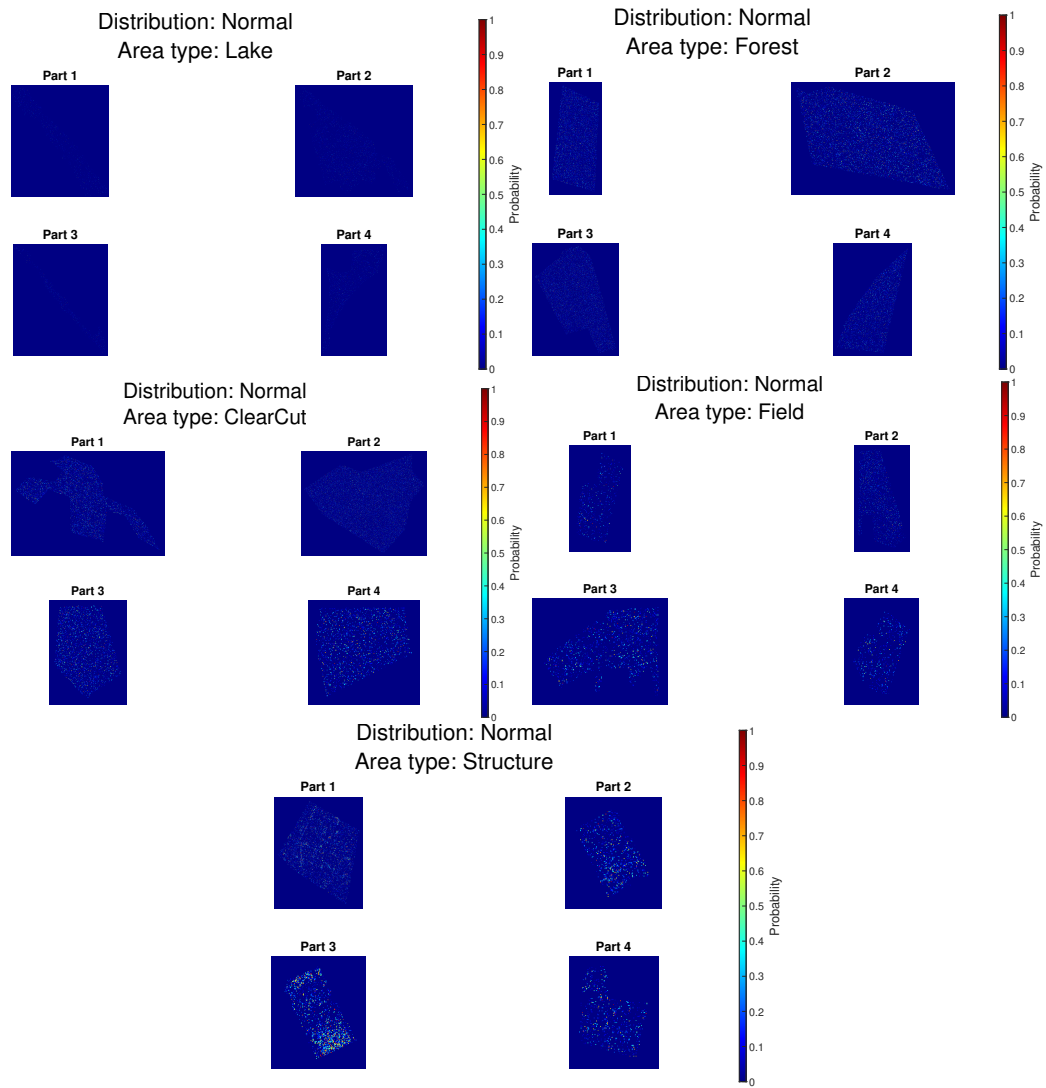 Distribution: Normal
Area type: Lake
Part 1
Part 2
Part 3
Part 4
1
0.9
0.8
0.7
0.6
0.5
0.4
0.3
0.2
0.1
0
Probability
Distribution: Normal
Area type: Forest
Part 1
Part 2
Part 3
Part 4
1
0.9
0.8
0.7
0.6
0.5
0.4
0.3
0.2
0.1
0
Probability
Distribution: Normal
Area type: ClearCut
Part 1
Part 2
Part 3
Part 4
1
0.9
0.8
0.7
0.6
0.5
0.4
0.3
0.2
0.1
0
Probability
Distribution: Normal
Area type: Field
Part 1
Part 2
Part 3
Part 4
1
0.9
0.8
0.7
0.6
0.5
0.4
0.3
0.2
0.1
0
Probability
Distribution: Normal
Area type: Structure
Part 1
Part 2
Part 3
Part 4
1
0.9
0.8
0.7
0.6
0.5
0.4
0.3
0.2
0.1
0
Probability